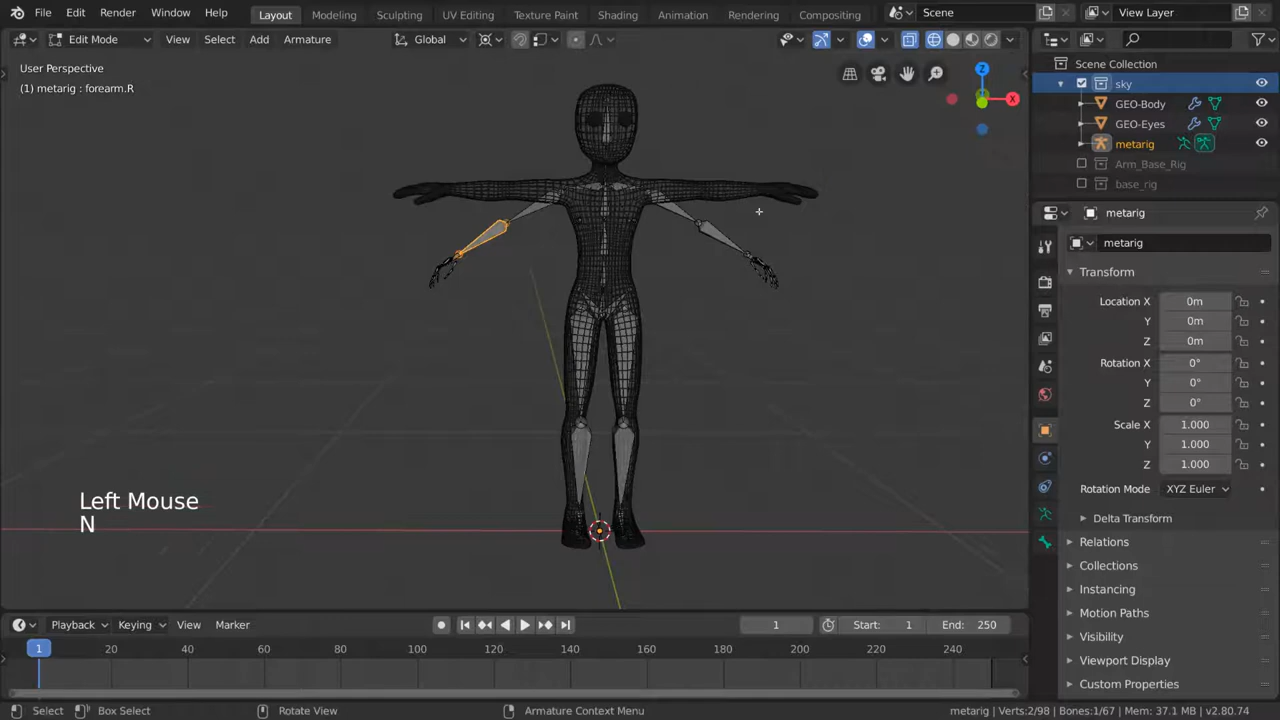 File Edit Render Window Help Layout Modeling Sculpting UV Editing Texture Paint Shading Animation Rendering Compositing Scene View Layer
Edit Mode View Select Add Armature Global
User Perspective
(1) metarig : forearm.R
Z
X
Left Mouse
N
Scene Collection
sky
GEO-Body
GEO-Eyes
metarig
Arm_Base_Rig
base_rig
metarig
metarig
Transform
Location X 0m
Y 0m
Z 0m
Rotation X 0°
Y 0°
Z 0°
Scale X 1.000
Y 1.000
Z 1.000
Rotation Mode XYZ Euler
Delta Transform
Relations
Collections
Instancing
Motion Paths
Visibility
Viewport Display
Custom Properties
Playback Keying View Marker 1 Start: 1 End: 250
1 20 40 60 80 100 120 140 160 180 200 220 240
Select Box Select Rotate View Armature Context Menu metarig | Verts:2/98 | Bones:1/67 | Mem: 37.1 MB | v2.80.74